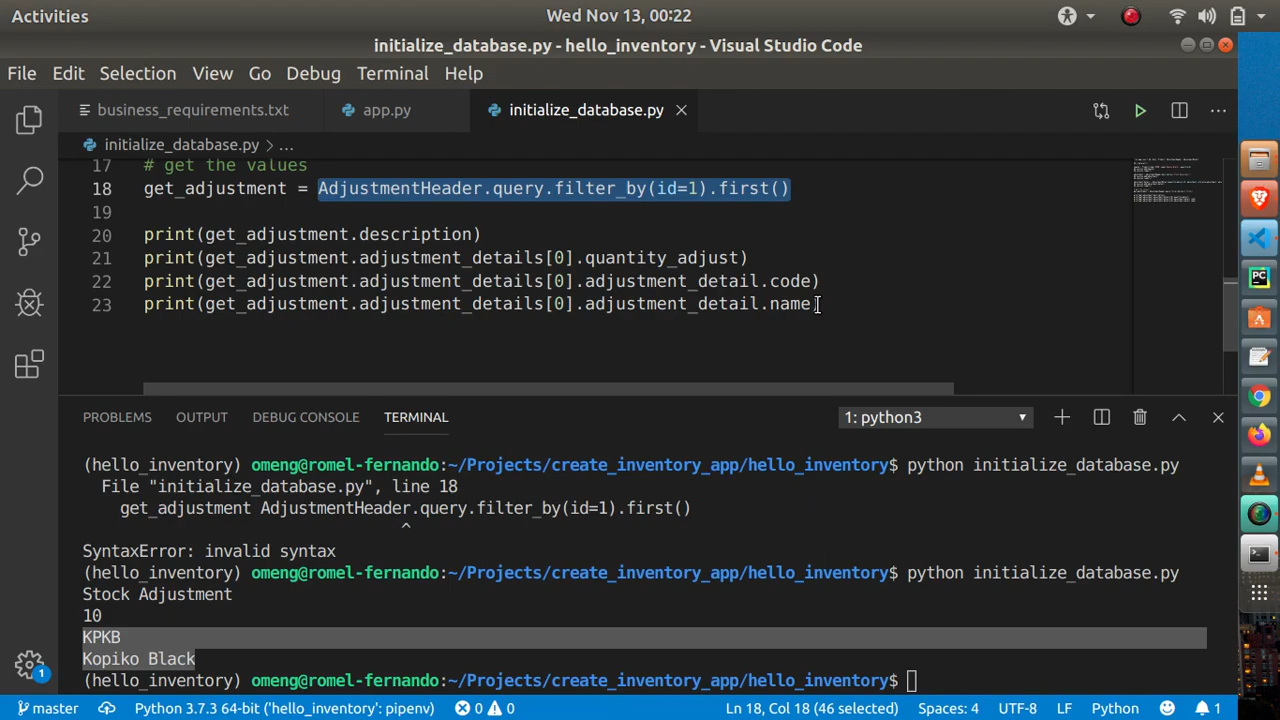 Activities
Wed Nov 13, 00:22
initialize_database.py - hello_inventory - Visual Studio Code
File Edit Selection View Go Debug Terminal Help
business_requirements.txt app.py initialize_database.py
initialize_database.py > ...
17 # get the values
18 get_adjustment = AdjustmentHeader.query.filter_by(id=1).first()
19
20 print(get_adjustment.description)
21 print(get_adjustment.adjustment_details[0].quantity_adjust)
22 print(get_adjustment.adjustment_details[0].adjustment_detail.code)
23 print(get_adjustment.adjustment_details[0].adjustment_detail.name)
PROBLEMS OUTPUT DEBUG CONSOLE TERMINAL 1: python3
(hello_inventory) omeng@romel-fernando:~/Projects/create_inventory_app/hello_inventory$ python initialize_database.py
File "initialize_database.py", line 18
get_adjustment AdjustmentHeader.query.filter_by(id=1).first()
^
SyntaxError: invalid syntax
(hello_inventory) omeng@romel-fernando:~/Projects/create_inventory_app/hello_inventory$ python initialize_database.py
Stock Adjustment
10
KPKB
Kopiko Black
(hello_inventory) omeng@romel-fernando:~/Projects/create_inventory_app/hello_inventory$
master Python 3.7.3 64-bit ('hello_inventory': pipenv) 0 0 Ln 18, Col 18 (46 selected) Spaces: 4 UTF-8 LF Python 1